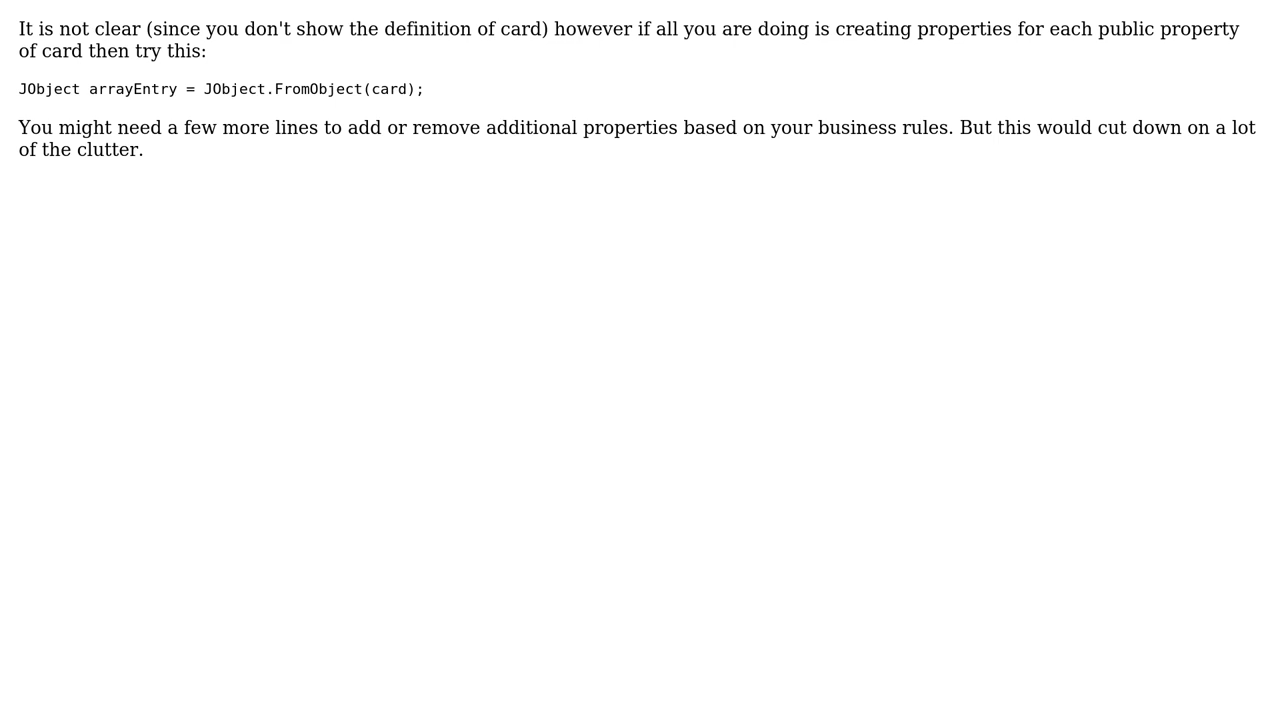 It is not clear (since you don't show the definition of card) however if all you are doing is creating properties for each public property
of card then try this:
JObject arrayEntry = JObject.FromObject(card);
You might need a few more lines to add or remove additional properties based on your business rules. But this would cut down on a lot
of the clutter.